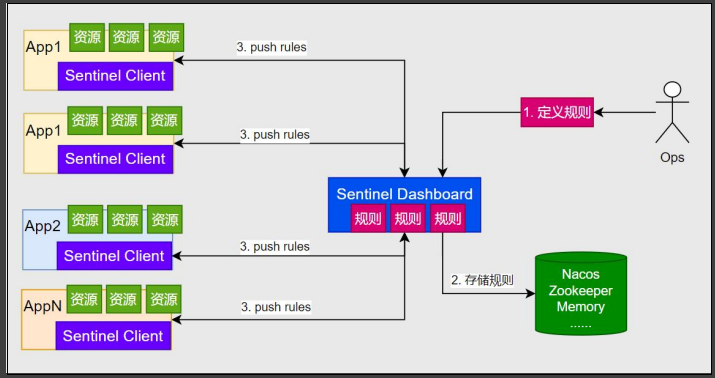 资源 资源 资源
App1
Sentinel Client
3. push rules
资源 资源 资源
App1
Sentinel Client
3. push rules
1. 定义规则
Ops
Sentinel Dashboard
规则 规则 规则
资源 资源 资源
App2
Sentinel Client
3. push rules
2. 存储规则
Nacos
Zookeeper
Memory
......
资源 资源 资源
AppN
Sentinel Client
3. push rules